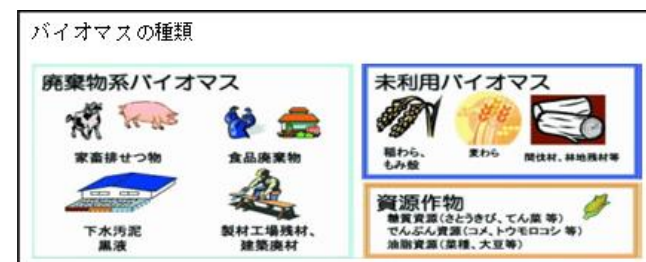 バイオマスの種類
廃棄物系バイオマス
家畜排せつ物
食品廃棄物
下水汚泥
黒液
製材工場残材、
建築廃材
未利用バイオマス
稲わら、
もみ殻
麦わら
間伐材、林地残材等
資源作物
糖質資源(さとうきび、てん菜 等)
でんぷん資源(コメ、トウモロコシ 等)
油脂資源(菜種、大豆等)